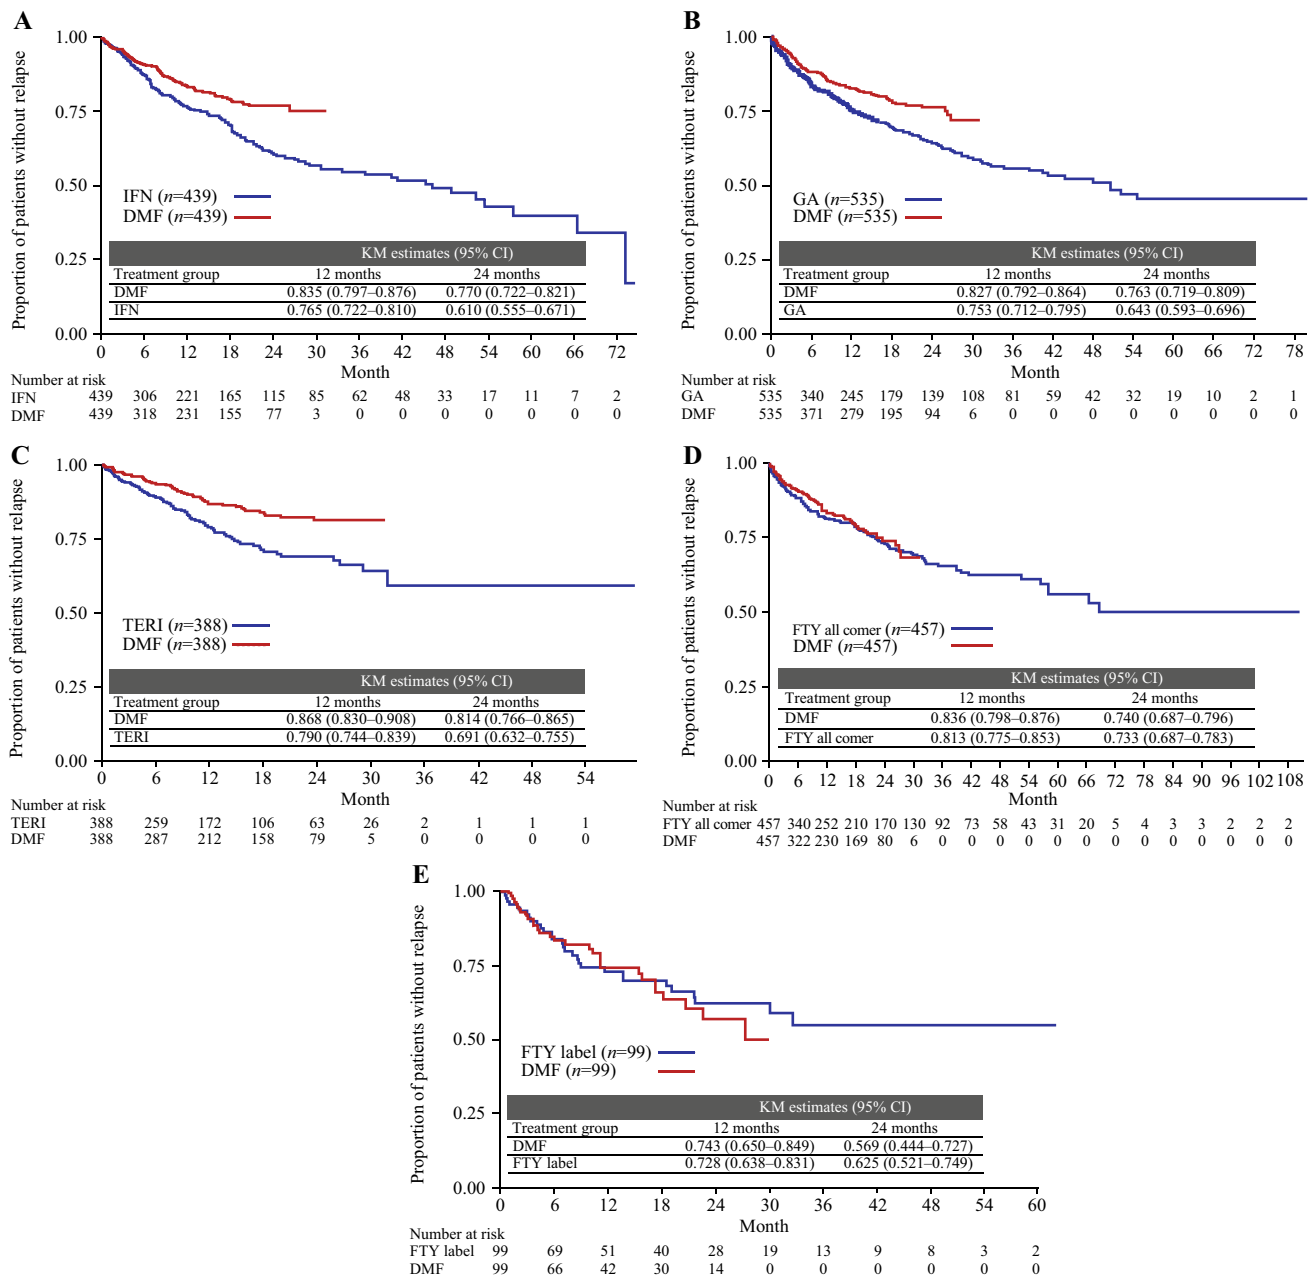 A
Proportion of patients without relapse
1.00
0.75
0.50
0.25
0.00
IFN (n=439)
DMF (n=439)
KM estimates (95% CI)
Treatment group 12 months 24 months
DMF 0.835 (0.797–0.876) 0.770 (0.722–0.821)
IFN 0.765 (0.722–0.810) 0.610 (0.555–0.671)
0 6 12 18 24 30 36 42 48 54 60 66 72
Month
Number at risk
IFN 439 306 221 165 115 85 62 48 33 17 11 7 2
DMF 439 318 231 155 77 3 0 0 0 0 0 0 0
B
Proportion of patients without relapse
1.00
0.75
0.50
0.25
0.00
GA (n=535)
DMF (n=535)
KM estimates (95% CI)
Treatment group 12 months 24 months
DMF 0.827 (0.792–0.864) 0.763 (0.719–0.809)
GA 0.753 (0.712–0.795) 0.643 (0.593–0.696)
0 6 12 18 24 30 36 42 48 54 60 66 72 78
Month
Number at risk
GA 535 340 245 179 139 108 81 59 42 32 19 10 2 1
DMF 535 371 279 195 94 6 0 0 0 0 0 0 0 0
C
Proportion of patients without relapse
1.00
0.75
0.50
0.25
0.00
TERI (n=388)
DMF (n=388)
KM estimates (95% CI)
Treatment group 12 months 24 months
DMF 0.868 (0.830–0.908) 0.814 (0.766–0.865)
TERI 0.790 (0.744–0.839) 0.691 (0.632–0.755)
0 6 12 18 24 30 36 42 48 54
Month
Number at risk
TERI 388 259 172 106 63 26 2 1 1 1
DMF 388 287 212 158 79 5 0 0 0 0
D
Proportion of patients without relapse
1.00
0.75
0.50
0.25
0.00
FTY all comer (n=457)
DMF (n=457)
KM estimates (95% CI)
Treatment group 12 months 24 months
DMF 0.836 (0.798–0.876) 0.740 (0.687–0.796)
FTY all comer 0.813 (0.775–0.853) 0.733 (0.687–0.783)
0 6 12 18 24 30 36 42 48 54 60 66 72 78 84 90 96 102 108
Month
Number at risk
FTY all comer 457 340 252 210 170 130 92 73 58 43 31 20 5 4 3 3 2 2 2
DMF 457 322 230 169 80 6 0 0 0 0 0 0 0 0 0 0 0 0 0
E
Proportion of patients without relapse
1.00
0.75
0.50
0.25
0.00
FTY label (n=99)
DMF (n=99)
KM estimates (95% CI)
Treatment group 12 months 24 months
DMF 0.743 (0.650–0.849) 0.569 (0.444–0.727)
FTY label 0.728 (0.638–0.831) 0.625 (0.521–0.749)
0 6 12 18 24 30 36 42 48 54 60
Month
Number at risk
FTY label 99 69 51 40 28 19 13 9 8 3 2
DMF 99 66 42 30 14 0 0 0 0 0 0